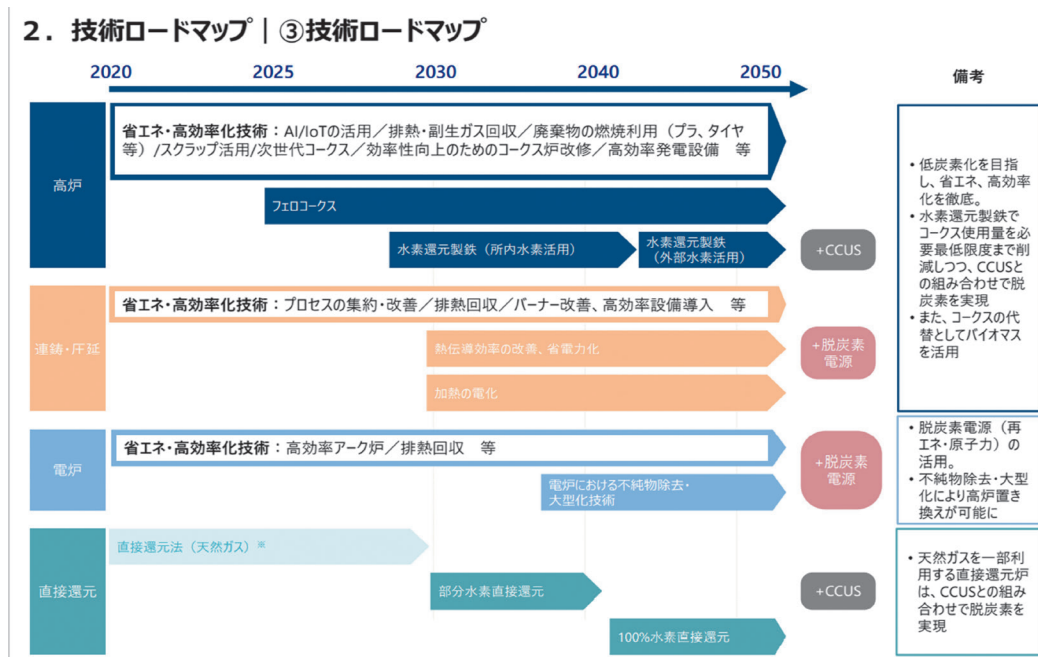 2．技術ロードマップ｜③技術ロードマップ
2020
2025
2030
2040
2050
備考
高炉
省エネ・高効率化技術：AI/IoTの活用／排熱・副生ガス回収／廃棄物の燃焼利用（プラ、タイヤ
等）/スクラップ活用/次世代コークス／効率性向上のためのコークス炉改修／高効率発電設備　等
フェロコークス
水素還元製鉄（所内水素活用）
水素還元製鉄
（外部水素活用）
+CCUS
• 低炭素化を目指
し、省エネ、高効率
化を徹底。
• 水素還元製鉄で
コークス使用量を必
要最低限度まで削
減しつつ、CCUSと
の組み合わせで脱
炭素を実現
• また、コークスの代
替としてバイオマス
を活用
連鋳・圧延
省エネ・高効率化技術：プロセスの集約・改善／排熱回収／バーナー改善、高効率設備導入　等
熱伝導効率の改善、省電力化
加熱の電化
+脱炭素
電源
電炉
省エネ・高効率化技術：高効率アーク炉／排熱回収　等
電炉における不純物除去・
大型化技術
+脱炭素
電源
• 脱炭素電源（再
エネ・原子力）の
活用。
• 不純物除去・大型
化により高炉置き
換えが可能に
直接還元
直接還元法（天然ガス）※
部分水素直接還元
100%水素直接還元
+CCUS
• 天然ガスを一部利
用する直接還元炉
は、CCUSとの組み
合わせで脱炭素を
実現